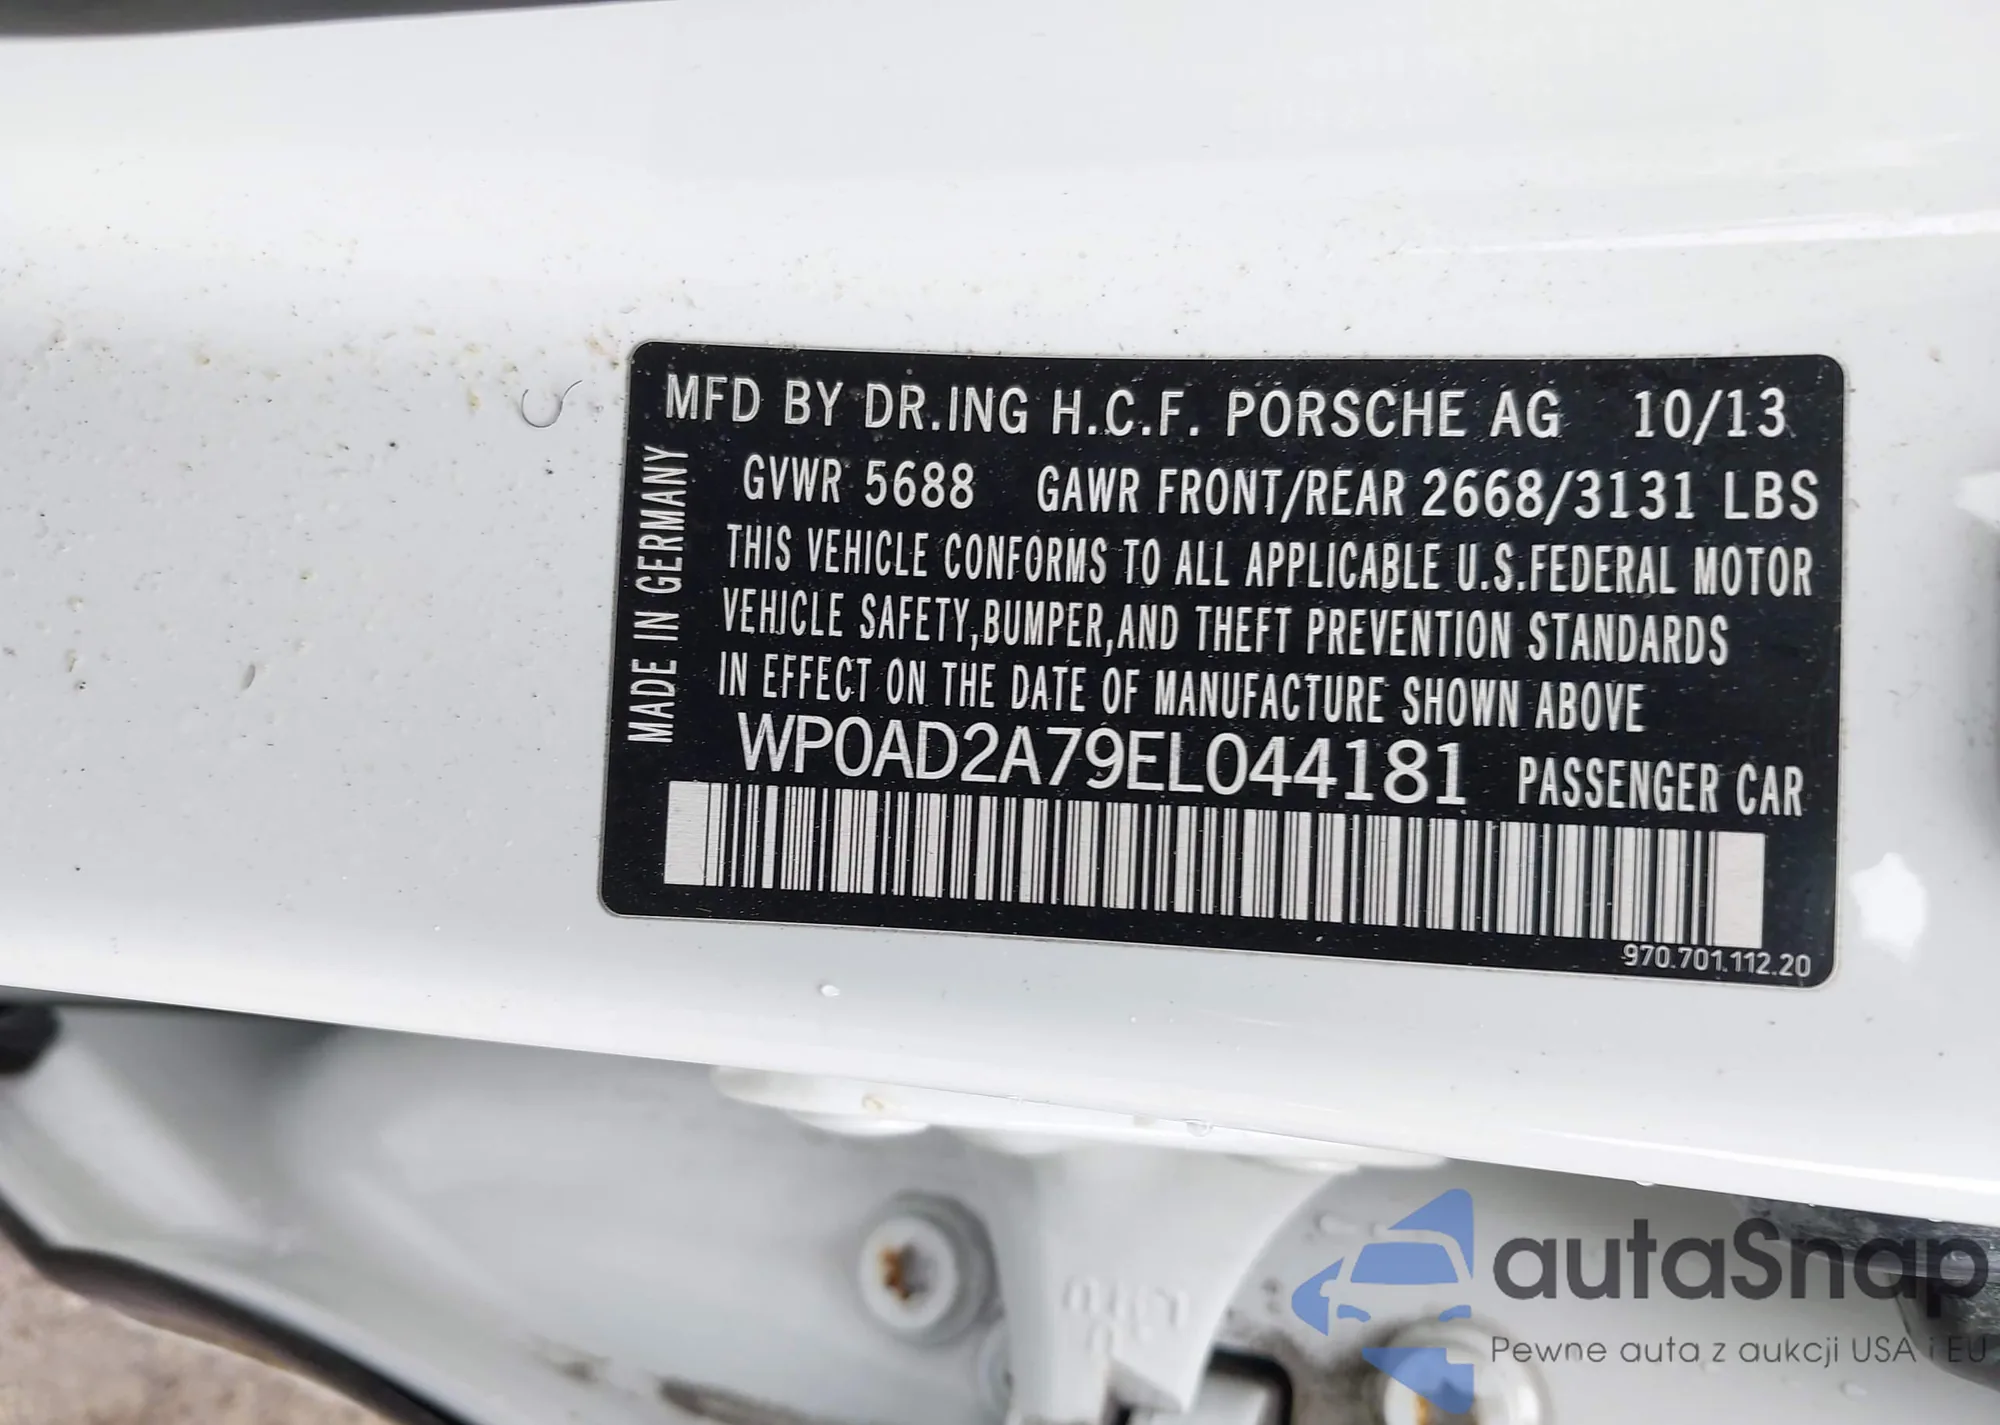 MFD BY DR.ING H.C.F. PORSCHE AG 10/13
GVWR 5688 GAWR FRONT/REAR 2668/3131 LBS
THIS VEHICLE CONFORMS TO ALL APPLICABLE U.S.FEDERAL MOTOR
VEHICLE SAFETY,BUMPER,AND THEFT PREVENTION STANDARDS
IN EFFECT ON THE DATE OF MANUFACTURE SHOWN ABOVE
WP0AD2A79EL044181 PASSENGER CAR
MADE IN GERMANY
970.701.112.20
autaSnap
Pewne auta z aukcji USA i EU